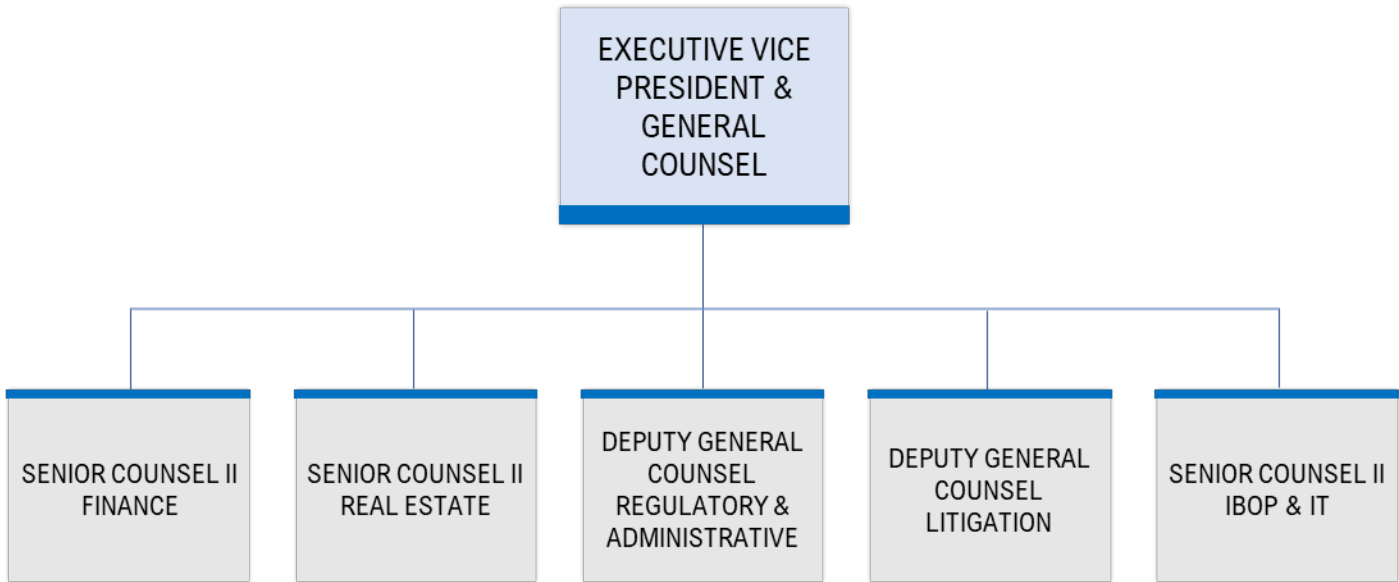 EXECUTIVE VICE
PRESIDENT &
GENERAL
COUNSEL
SENIOR COUNSEL II
FINANCE
SENIOR COUNSEL II
REAL ESTATE
DEPUTY GENERAL
COUNSEL
REGULATORY &
ADMINISTRATIVE
DEPUTY GENERAL
COUNSEL
LITIGATION
SENIOR COUNSEL II
IBOP & IT